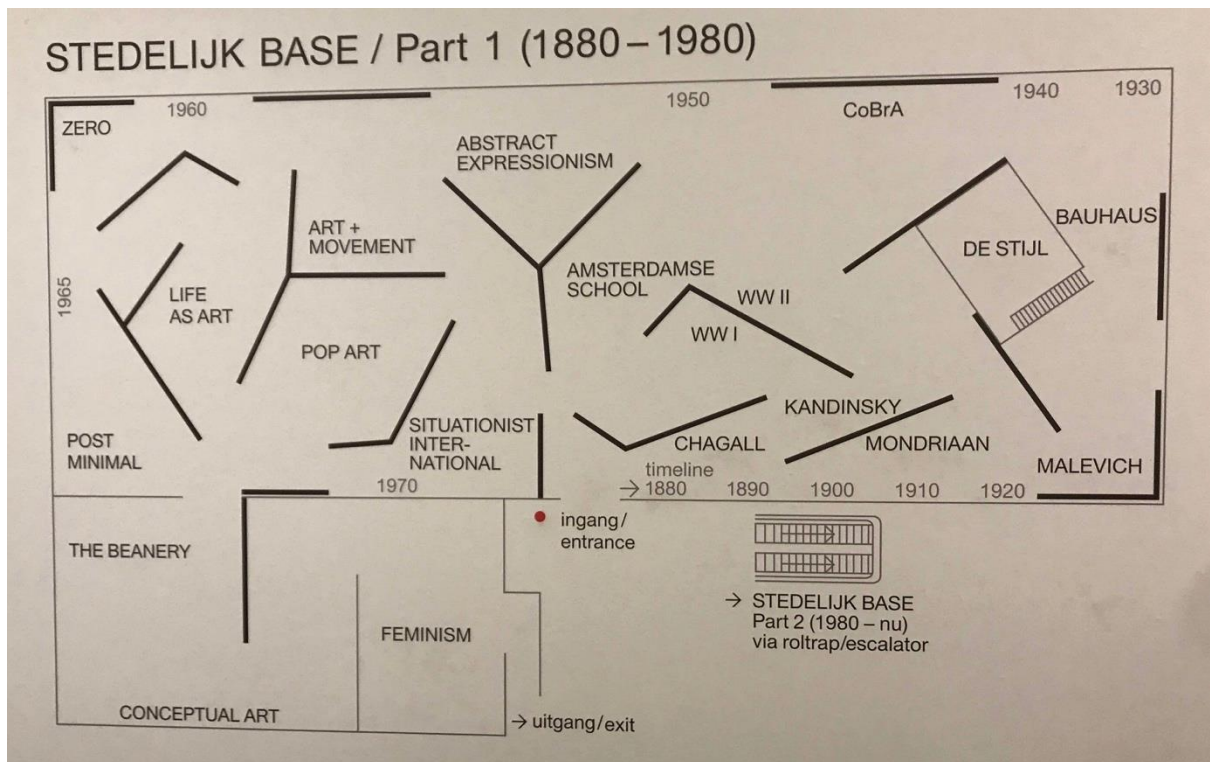 STEDELIJK BASE / Part 1 (1880–1980)
ZERO
1960
1950
CoBrA
1940
1930
ABSTRACT
EXPRESSIONISM
ART +
MOVEMENT
BAUHAUS
DE STIJL
1965
LIFE
AS ART
AMSTERDAMSE
SCHOOL
WW II
WW I
POP ART
KANDINSKY
SITUATIONIST
INTER-
NATIONAL
CHAGALL
MONDRIAAN
POST
MINIMAL
MALEVICH
1970
timeline
→ 1880 1890 1900 1910 1920
THE BEANERY
ingang/
entrance
→ STEDELIJK BASE
Part 2 (1980 – nu)
via roltrap/escalator
FEMINISM
CONCEPTUAL ART
→ uitgang/exit